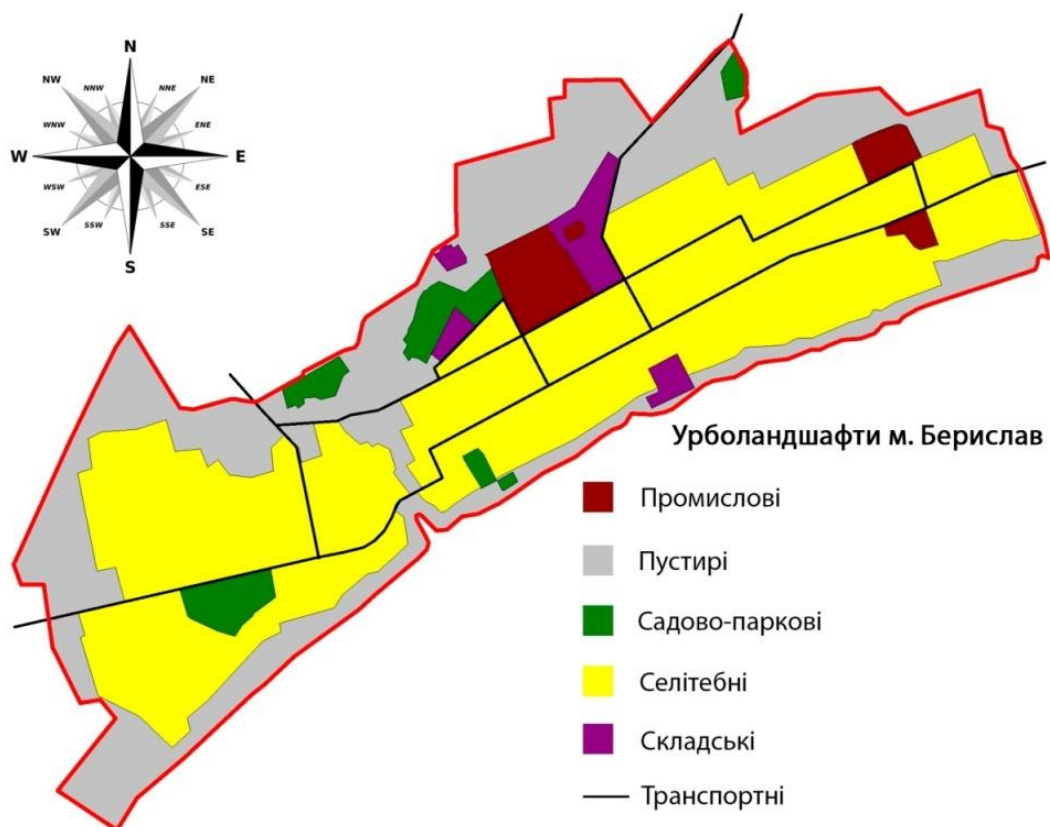 N
NNW
NNE
NW
NE
WNW
ENE
W
E
WSW
ESE
SW
SE
SSW
SSE
S
Урболандшафти м. Берислав
Промислові
Пустирі
Садово-паркові
Селітебні
Складські
Транспортні